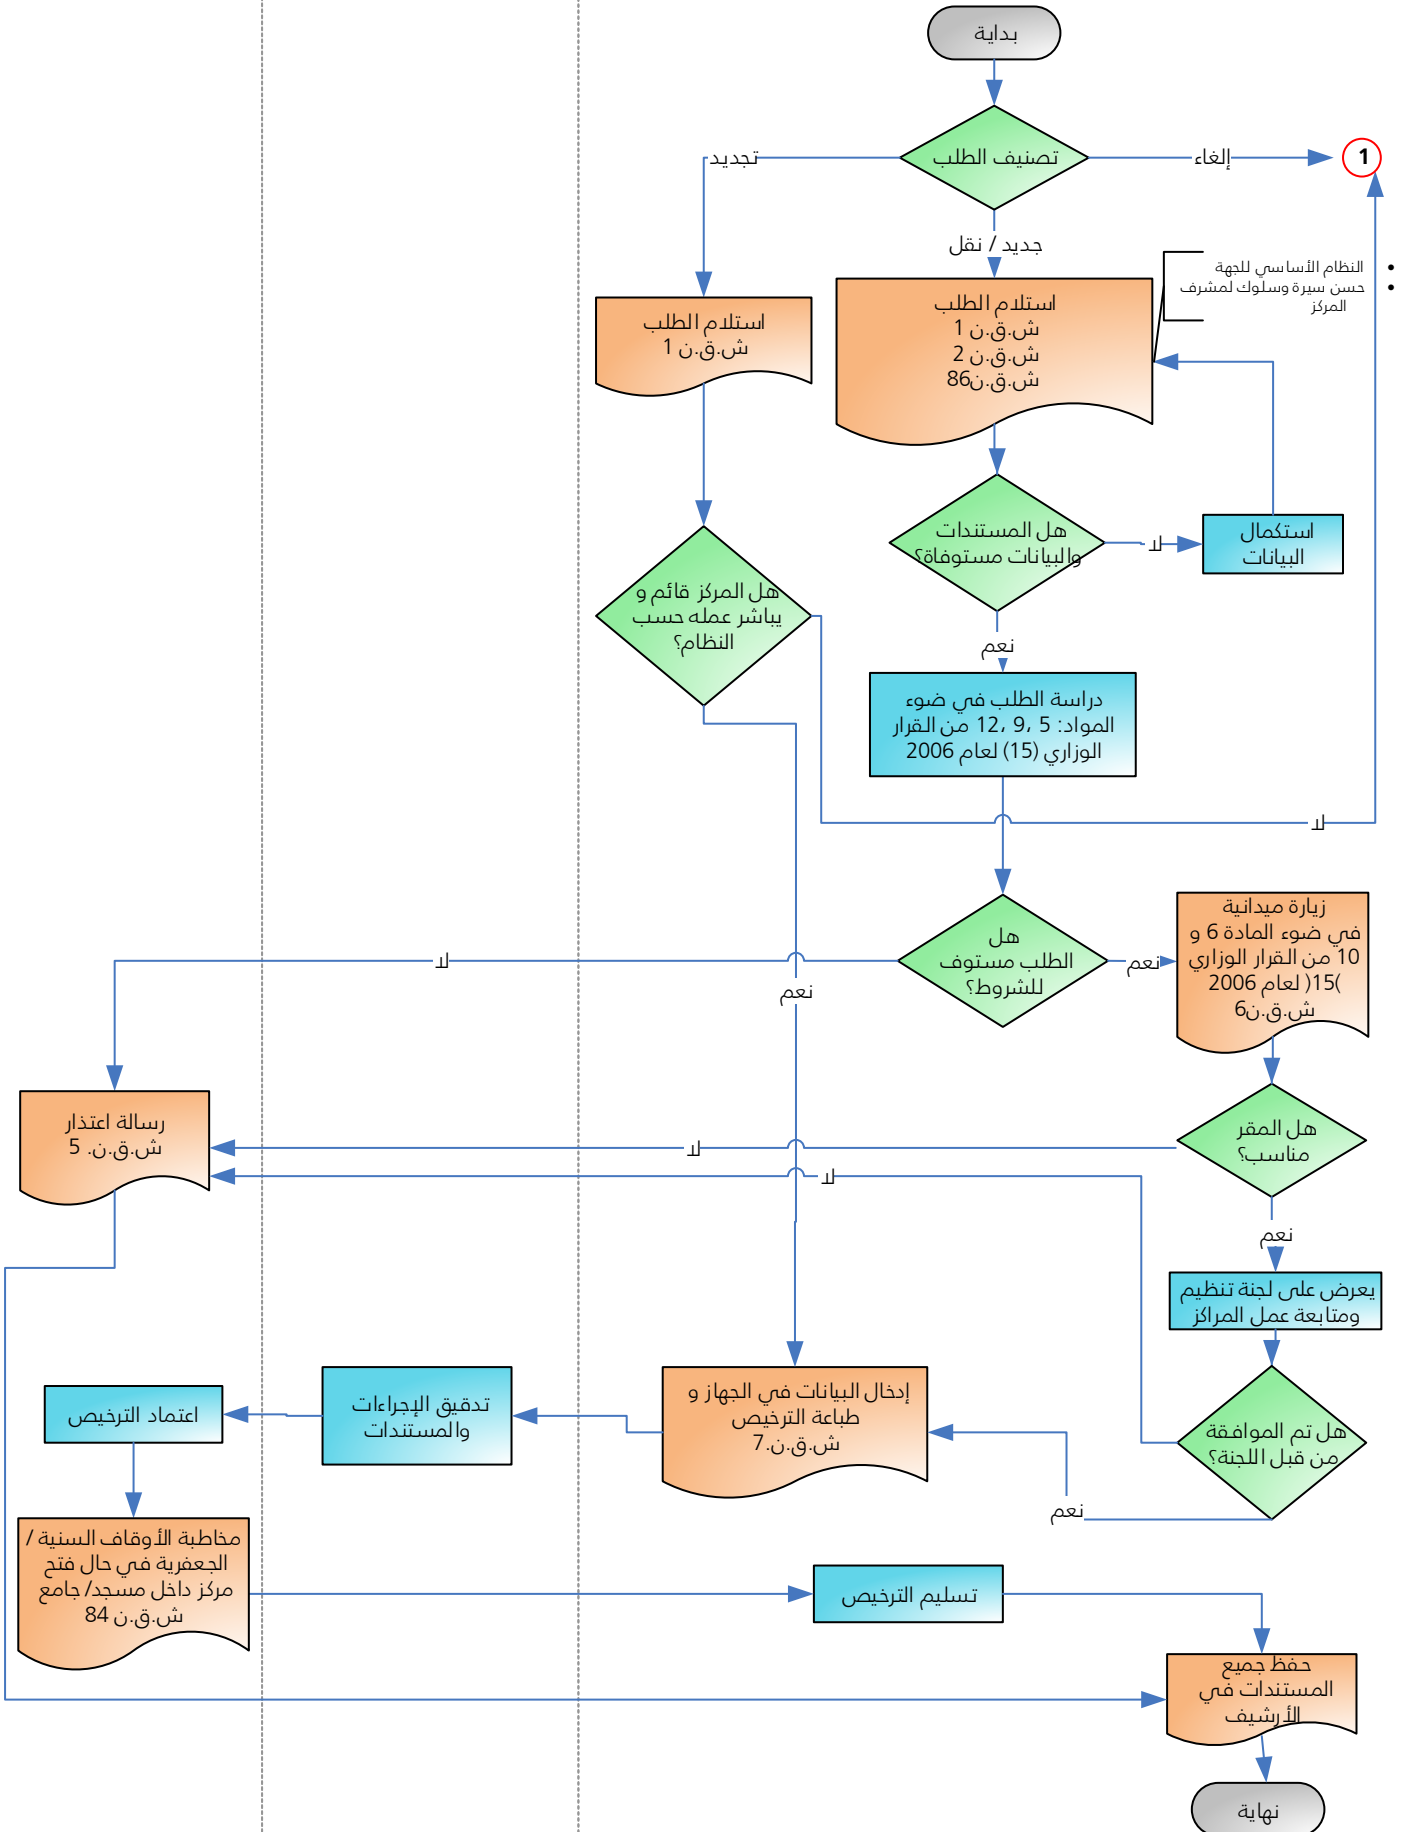 بداية
تصنيف الطلب
إلغاء
1
تجديد
جديد / نقل
النظام الأساسي للجهة
حسن سيرة وسلوك لمشرف
المركز
استلام الطلب
ش.ق.ن 1
ش.ق.ن 2
ش.ق.ن86
استلام الطلب
ش.ق.ن 1
هل المستندات
والبيانات مستوفاة؟
لا
استكمال
البيانات
هل المركز قائم و
يباشر عمله حسب
النظام؟
نعم
دراسة الطلب في ضوء
المواد: 5 ،9 ،12 من القرار
الوزاري (15) لعام 2006
لا
هل
الطلب مستوف
للشروط؟
نعم
لا
زيارة ميدانية
في ضوء المادة 6 و
10 من القرار الوزاري
)15( لعام 2006
ش.ق.ن6
نعم
رسالة اعتذار
ش.ق.ن. 5
هل المقر
مناسب؟
لا
لا
نعم
يعرض على لجنة تنظيم
ومتابعة عمل المراكز
هل تم الموافقة
من قبل اللجنة؟
نعم
إدخال البيانات في الجهاز و
طباعة الترخيص
ش.ق.ن.7
تدقيق الإجراءات
والمستندات
اعتماد الترخيص
مخاطبة الأوقاف السنية /
الجعفرية في حال فتح
مركز داخل مسجد/ جامع
ش.ق.ن 84
تسليم الترخيص
حفظ جميع
المستندات في
الأرشيف
نهاية